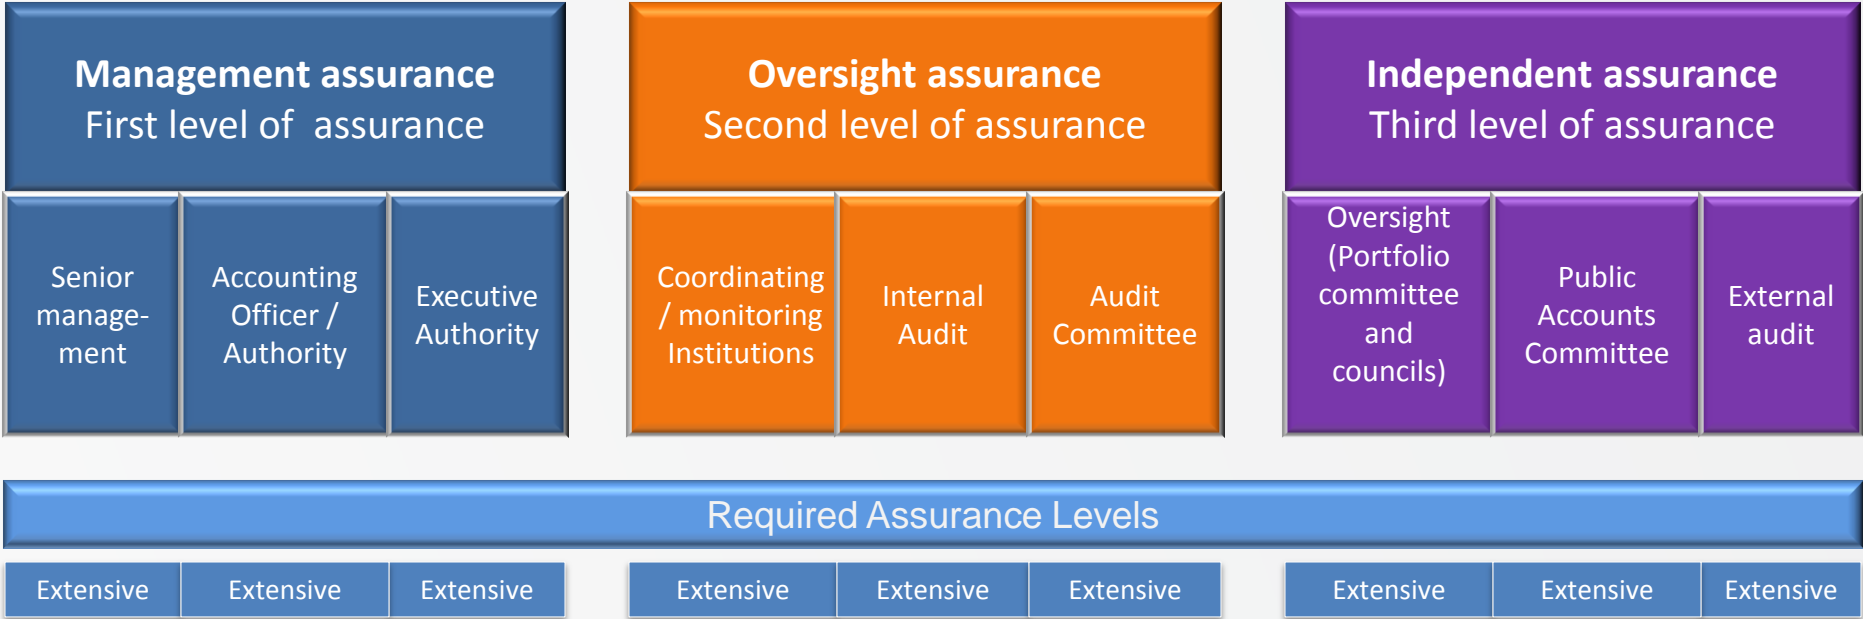 Management assurance
First level of assurance
Oversight assurance
Second level of assurance
Independent assurance
Third level of assurance
Senior
manage-
ment
Accounting
Officer /
Authority
Executive
Authority
Coordinating
/ monitoring
Institutions
Internal
Audit
Audit
Committee
Oversight
(Portfolio
committee
and
councils)
Public
Accounts
Committee
External
audit
Required Assurance Levels
Extensive
Extensive
Extensive
Extensive
Extensive
Extensive
Extensive
Extensive
Extensive